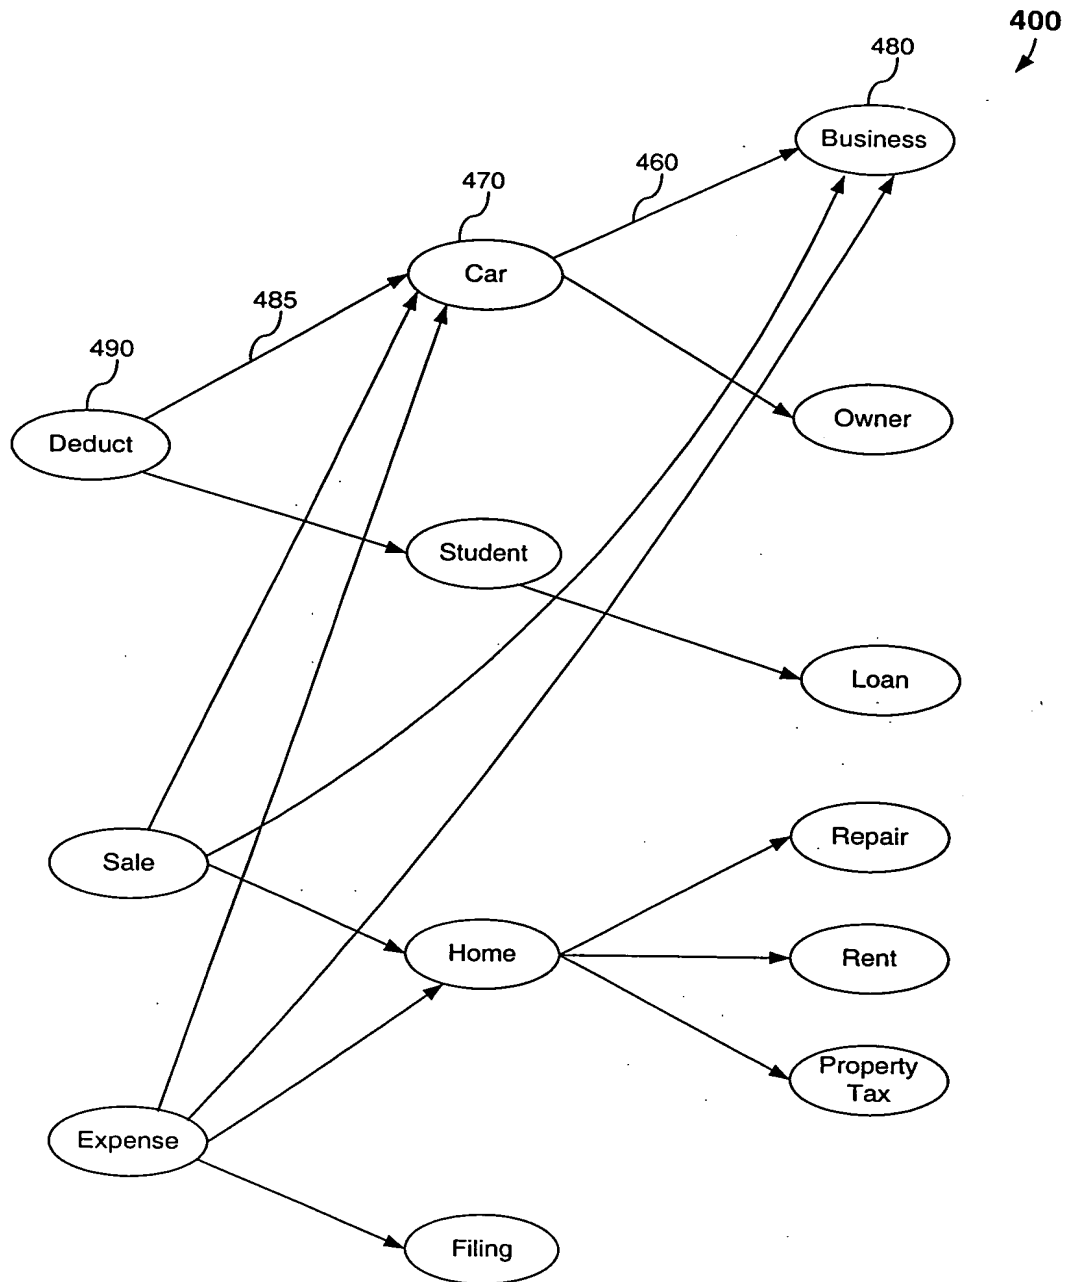 400
480
Business
460
470
Car
485
490
Deduct
Owner
Student
Loan
Sale
Repair
Home
Rent
Property
Tax
Expense
Filing